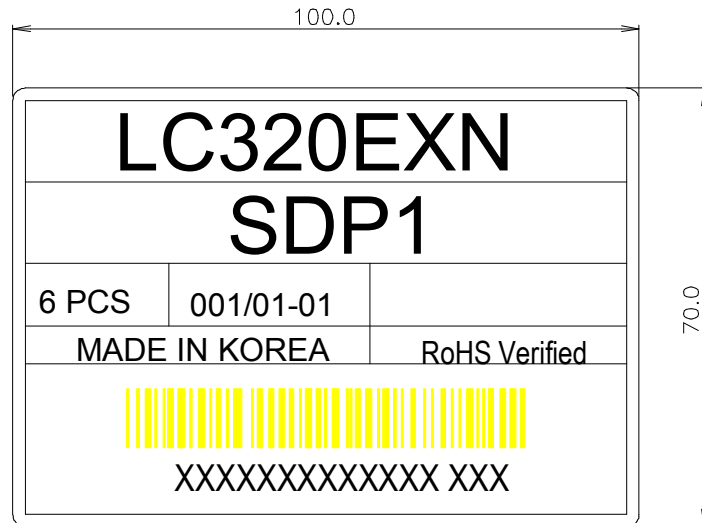 100.0
LC320EXN
SDP1
70.0
6 PCS 001/01-01
MADE IN KOREA RoHS Verified
XXXXXXXXXXXXX XXX